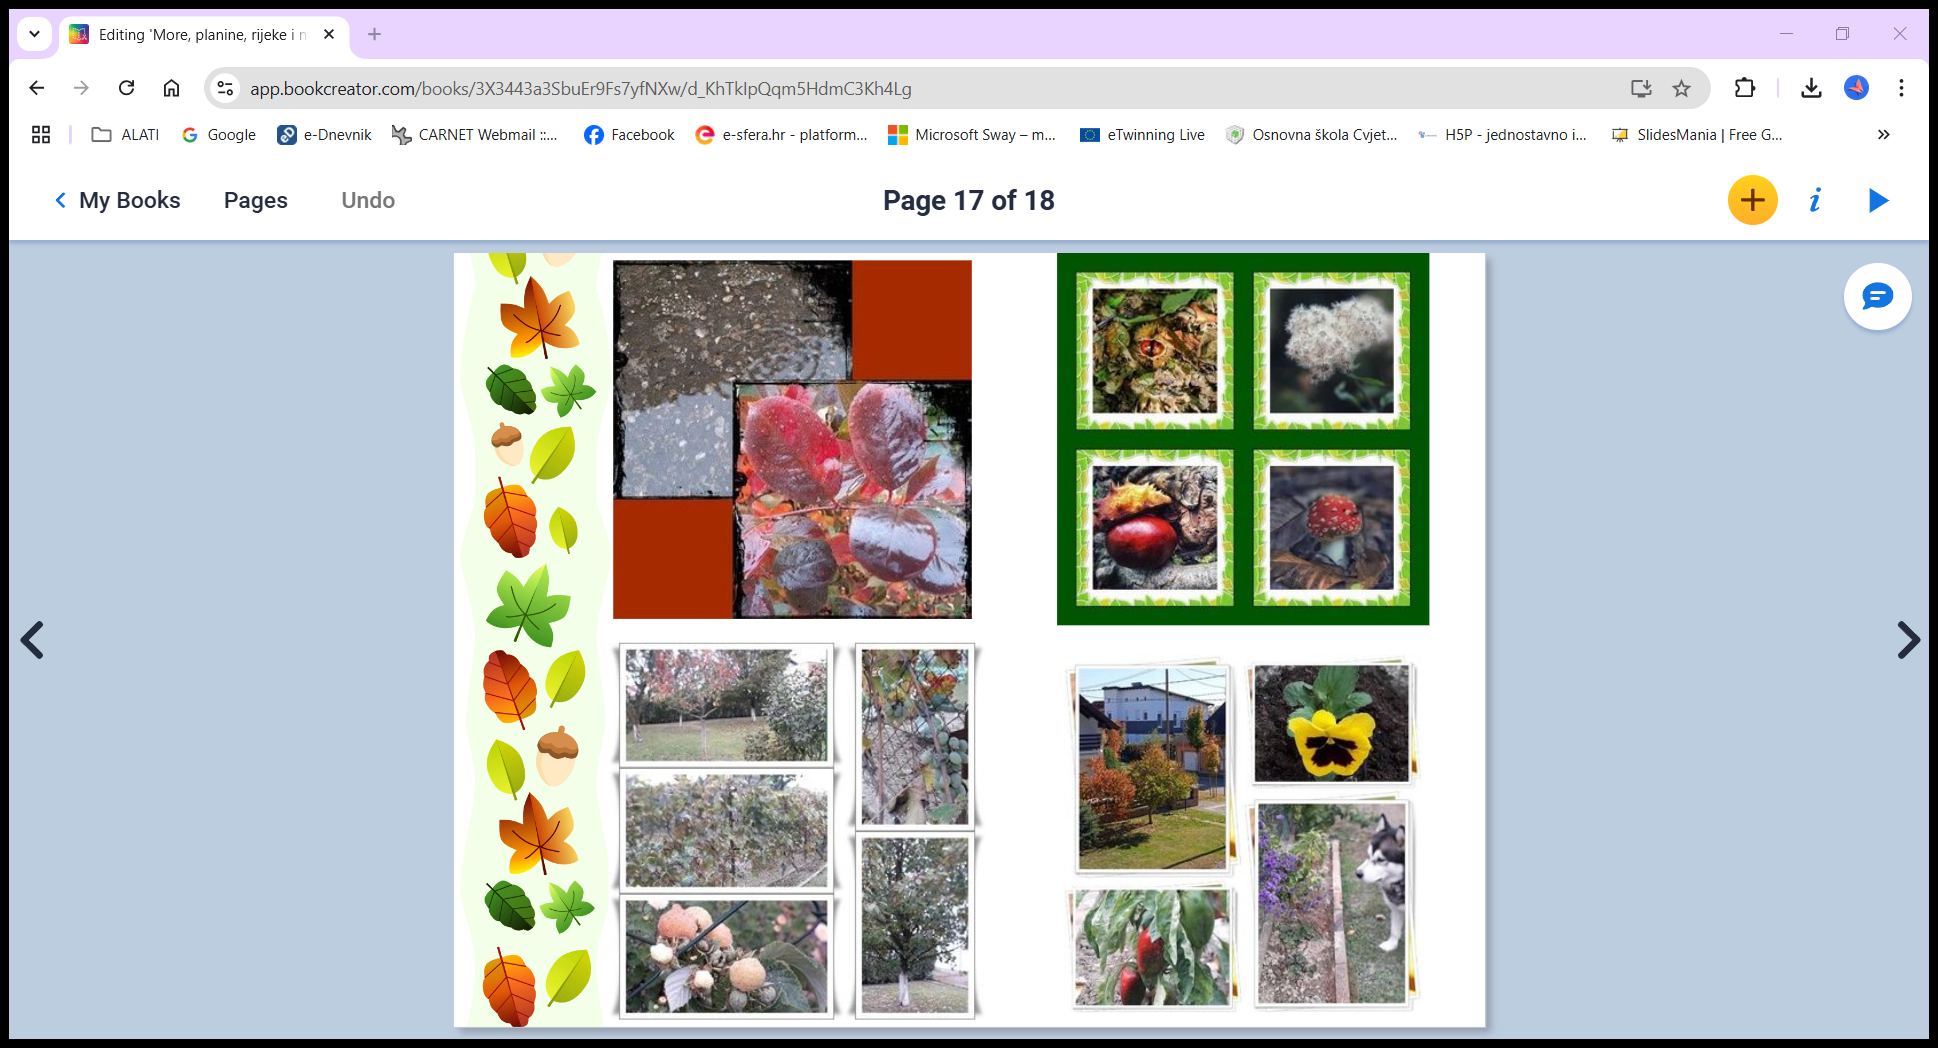 Editing 'More, planine, rijeke i n
app.bookcreator.com/books/3X3443a3SbuEr9Fs7yfNXw/d_KhTkIpQqm5HdmC3Kh4Lg
ALATI Google e-Dnevnik CARNET Webmail ::... Facebook e-sfera.hr - platform... Microsoft Sway – m... eTwinning Live Osnovna škola Cvjet... H5P - jednostavno i... SlidesMania | Free G...
My Books Pages Undo Page 17 of 18